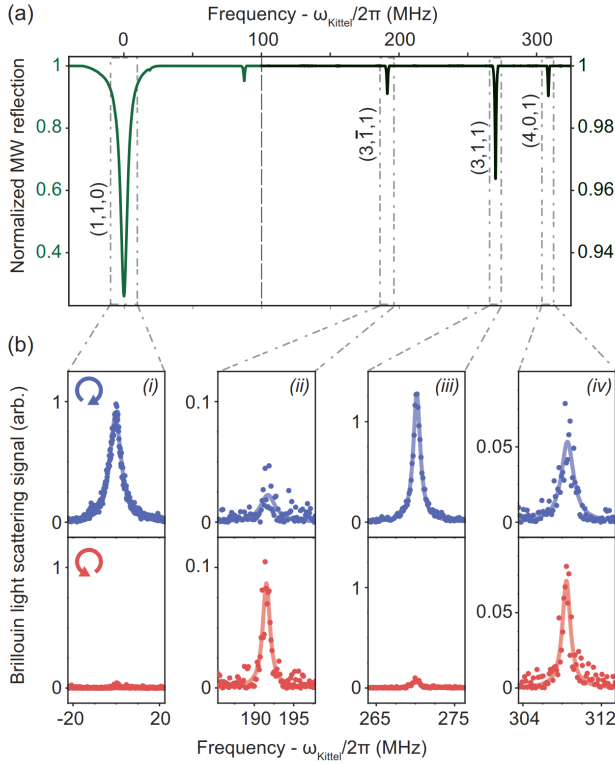 (a)
Frequency - ωKittel/2π (MHz)
0 100 200 300
Normalized MW reflection
1
0.8
0.6
0.4
1
0.98
0.96
0.94
(1,1,0)
(3,1̅,1)
(3,1,1)
(4,0,1)
(b)
Brillouin light scattering signal (arb.)
(i) (ii) (iii) (iv)
1 0.1 1 0.05
0 0 0 0
1 0.1 1 0.05
0 0 0 0
-20 0 20 190 195 265 275 304 312
Frequency - ωKittel/2π (MHz)